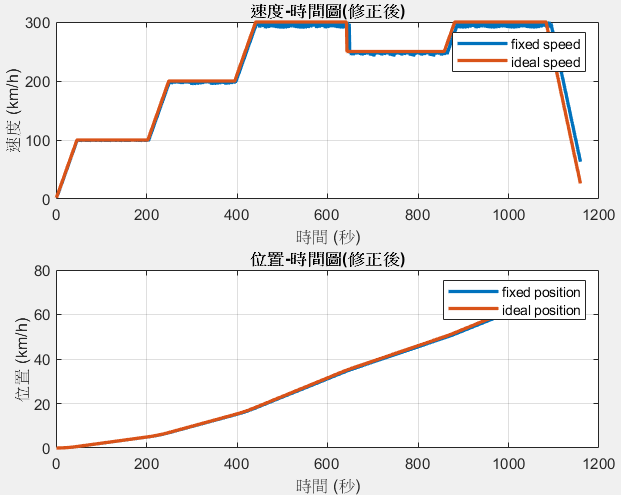 速度-時間圖(修正後)
300
200
100
0
速度 (km/h)
fixed speed
ideal speed
0 200 400 600 800 1000 1200
時間 (秒)
位置-時間圖(修正後)
80
60
40
20
0
位置 (km/h)
fixed position
ideal position
0 200 400 600 800 1000 1200
時間 (秒)